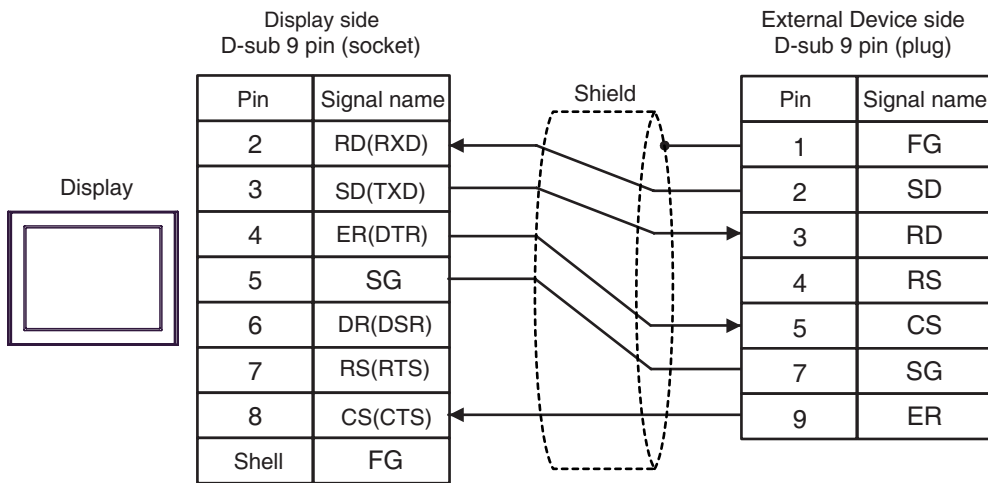 Display side
D-sub 9 pin (socket)
External Device side
D-sub 9 pin (plug)
Display
Shield
Pin Signal name
2 RD(RXD)
3 SD(TXD)
4 ER(DTR)
5 SG
6 DR(DSR)
7 RS(RTS)
8 CS(CTS)
Shell FG
Pin Signal name
1 FG
2 SD
3 RD
4 RS
5 CS
7 SG
9 ER